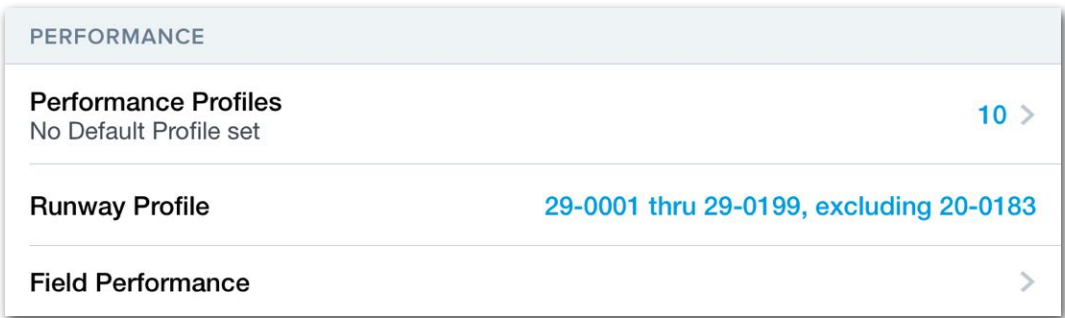 PERFORMANCE
Performance Profiles
No Default Profile set
10
Runway Profile
29-0001 thru 29-0199, excluding 20-0183
Field Performance